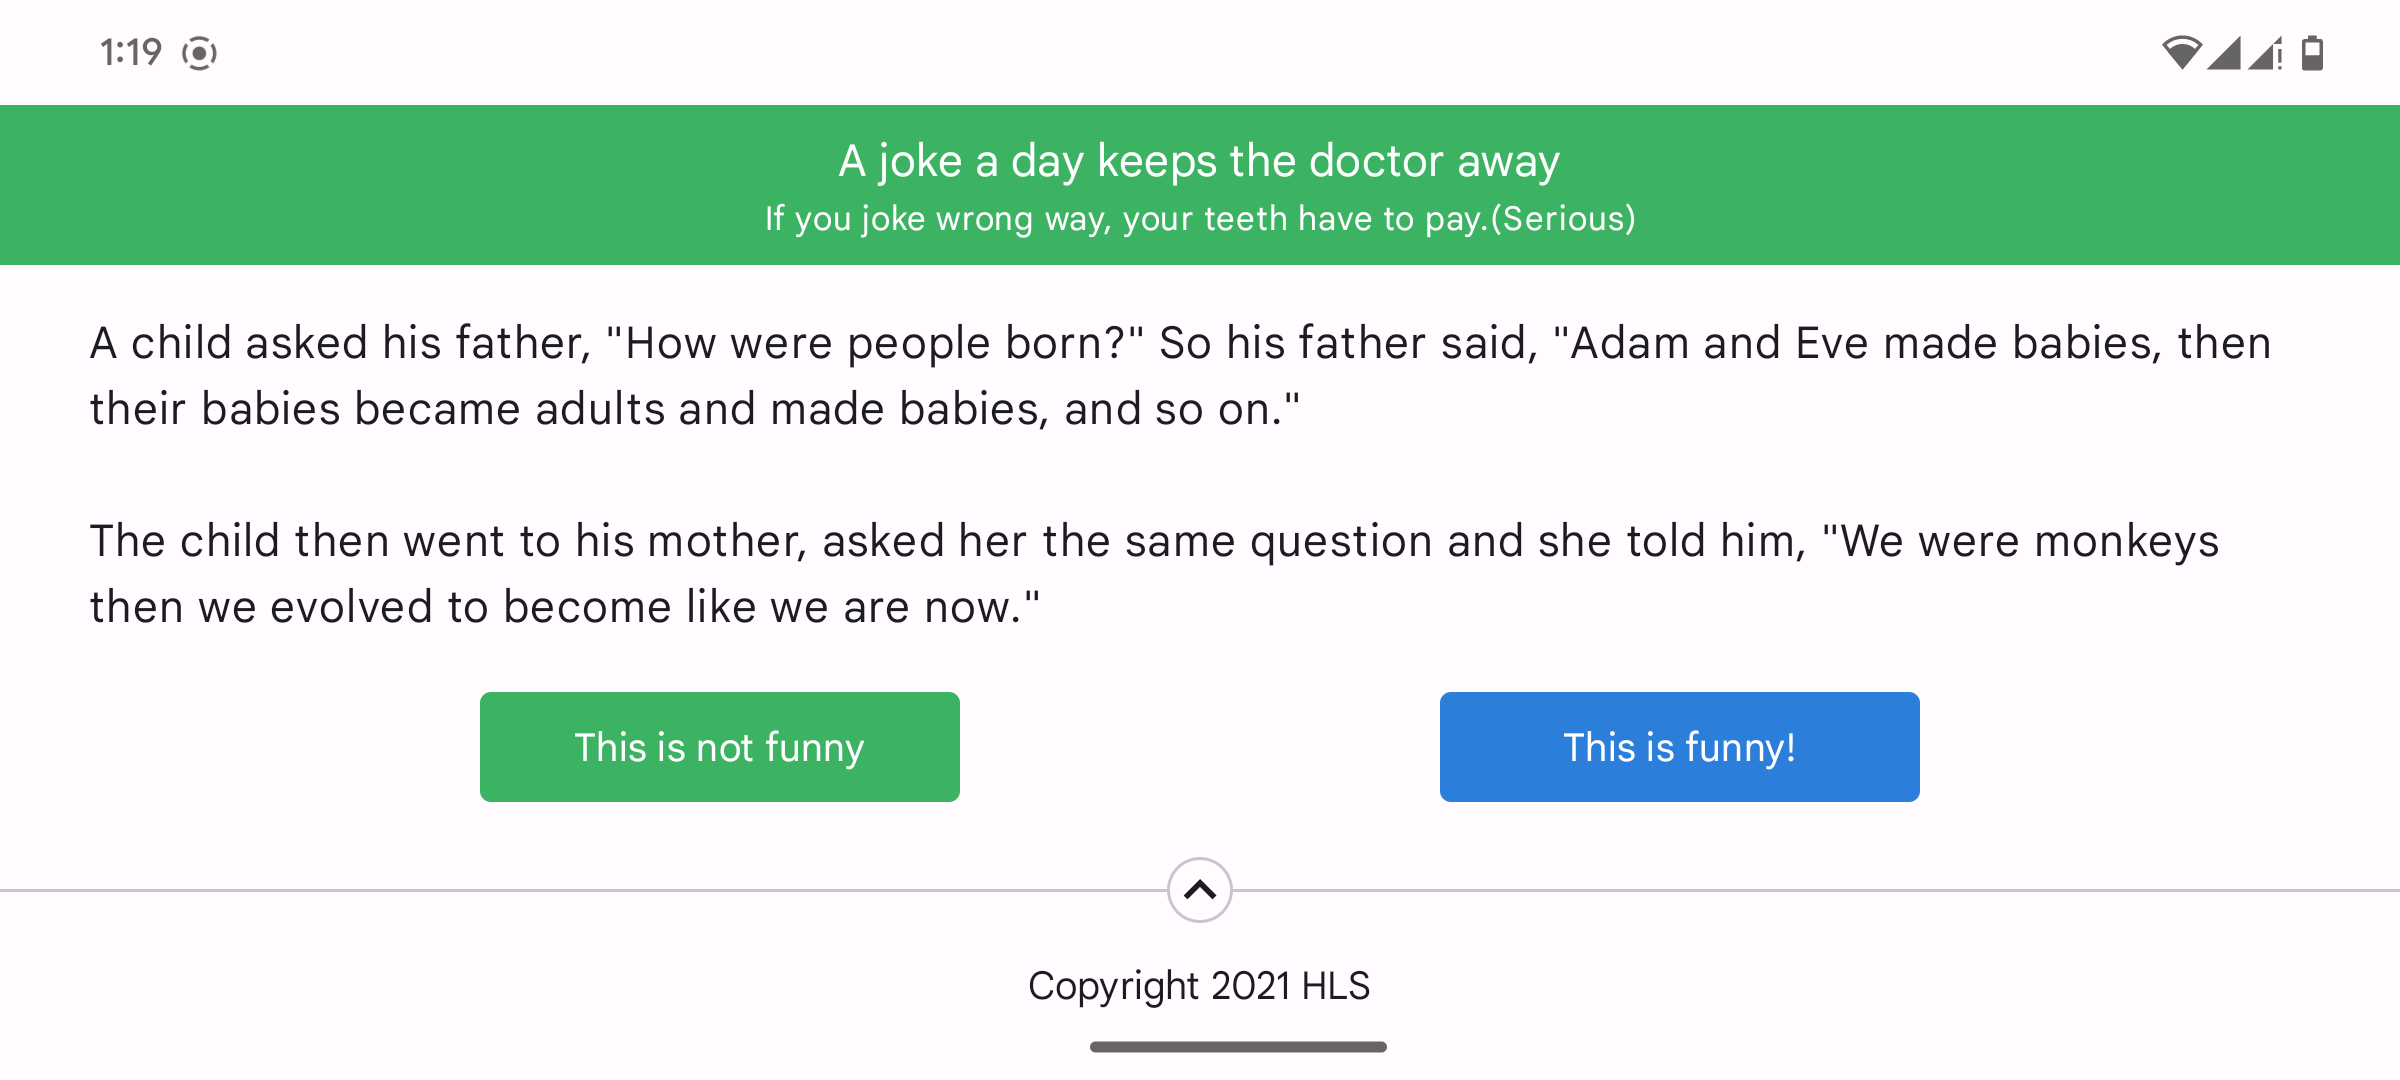 1:19
A joke a day keeps the doctor away
If you joke wrong way, your teeth have to pay.(Serious)
A child asked his father, "How were people born?" So his father said, "Adam and Eve made babies, then
their babies became adults and made babies, and so on."
The child then went to his mother, asked her the same question and she told him, "We were monkeys
then we evolved to become like we are now."
This is not funny
This is funny!
Copyright 2021 HLS